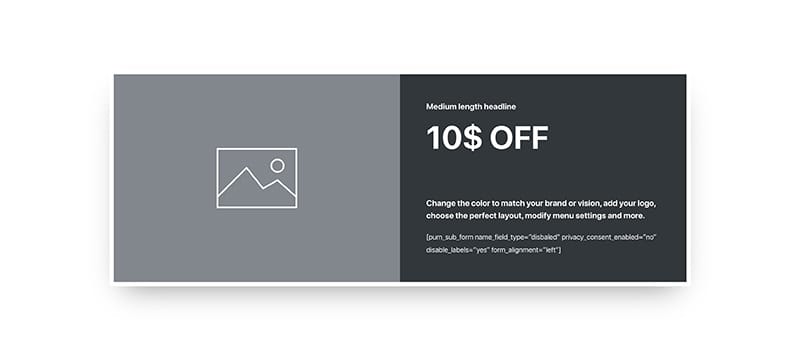 Medium length headline
10$ OFF
Change the color to match your brand or vision, add your logo,
choose the perfect layout, modify menu settings and more.
[pum_sub_form name_field_type="disbaled" privacy_consent_enabled="no"
disable_labels="yes" form_alignment="left"]